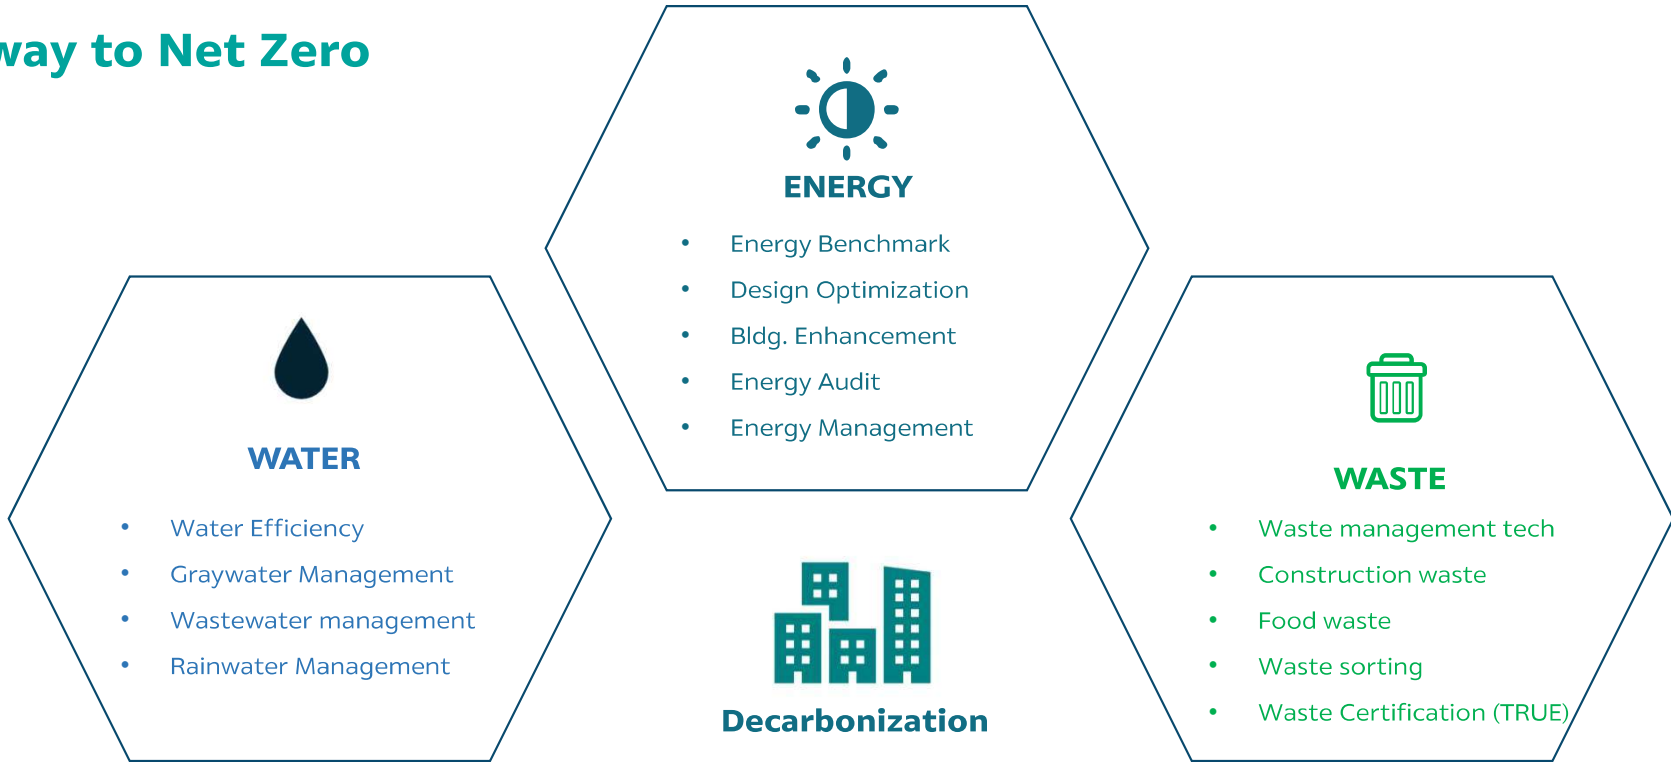 way to Net Zero
ENERGY
• Energy Benchmark
• Design Optimization
• Bldg. Enhancement
• Energy Audit
• Energy Management
WATER
• Water Efficiency
• Graywater Management
• Wastewater management
• Rainwater Management
WASTE
• Waste management tech
• Construction waste
• Food waste
• Waste sorting
• Waste Certification (TRUE)
Decarbonization